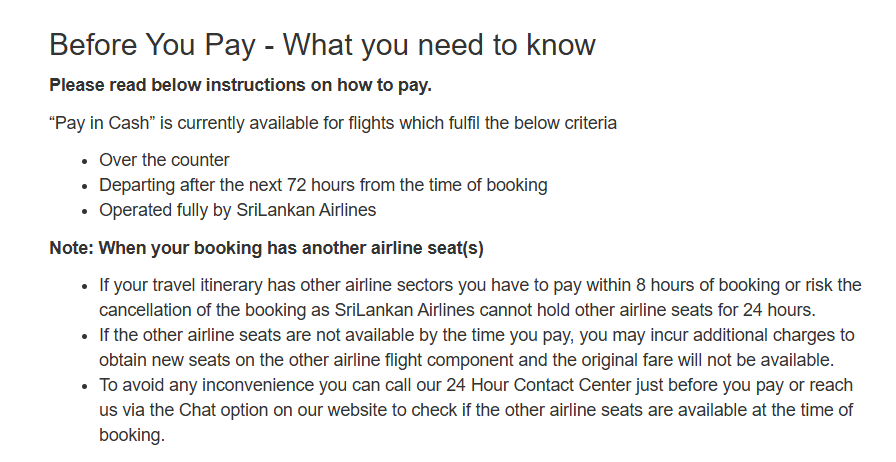 Before You Pay - What you need to know
Please read below instructions on how to pay.
“Pay in Cash” is currently available for flights which fulfil the below criteria
• Over the counter
• Departing after the next 72 hours from the time of booking
• Operated fully by SriLankan Airlines
Note: When your booking has another airline seat(s)
• If your travel itinerary has other airline sectors you have to pay within 8 hours of booking or risk the
cancellation of the booking as SriLankan Airlines cannot hold other airline seats for 24 hours.
• If the other airline seats are not available by the time you pay, you may incur additional charges to
obtain new seats on the other airline flight component and the original fare will not be available.
• To avoid any inconvenience you can call our 24 Hour Contact Center just before you pay or reach
us via the Chat option on our website to check if the other airline seats are available at the time of
booking.